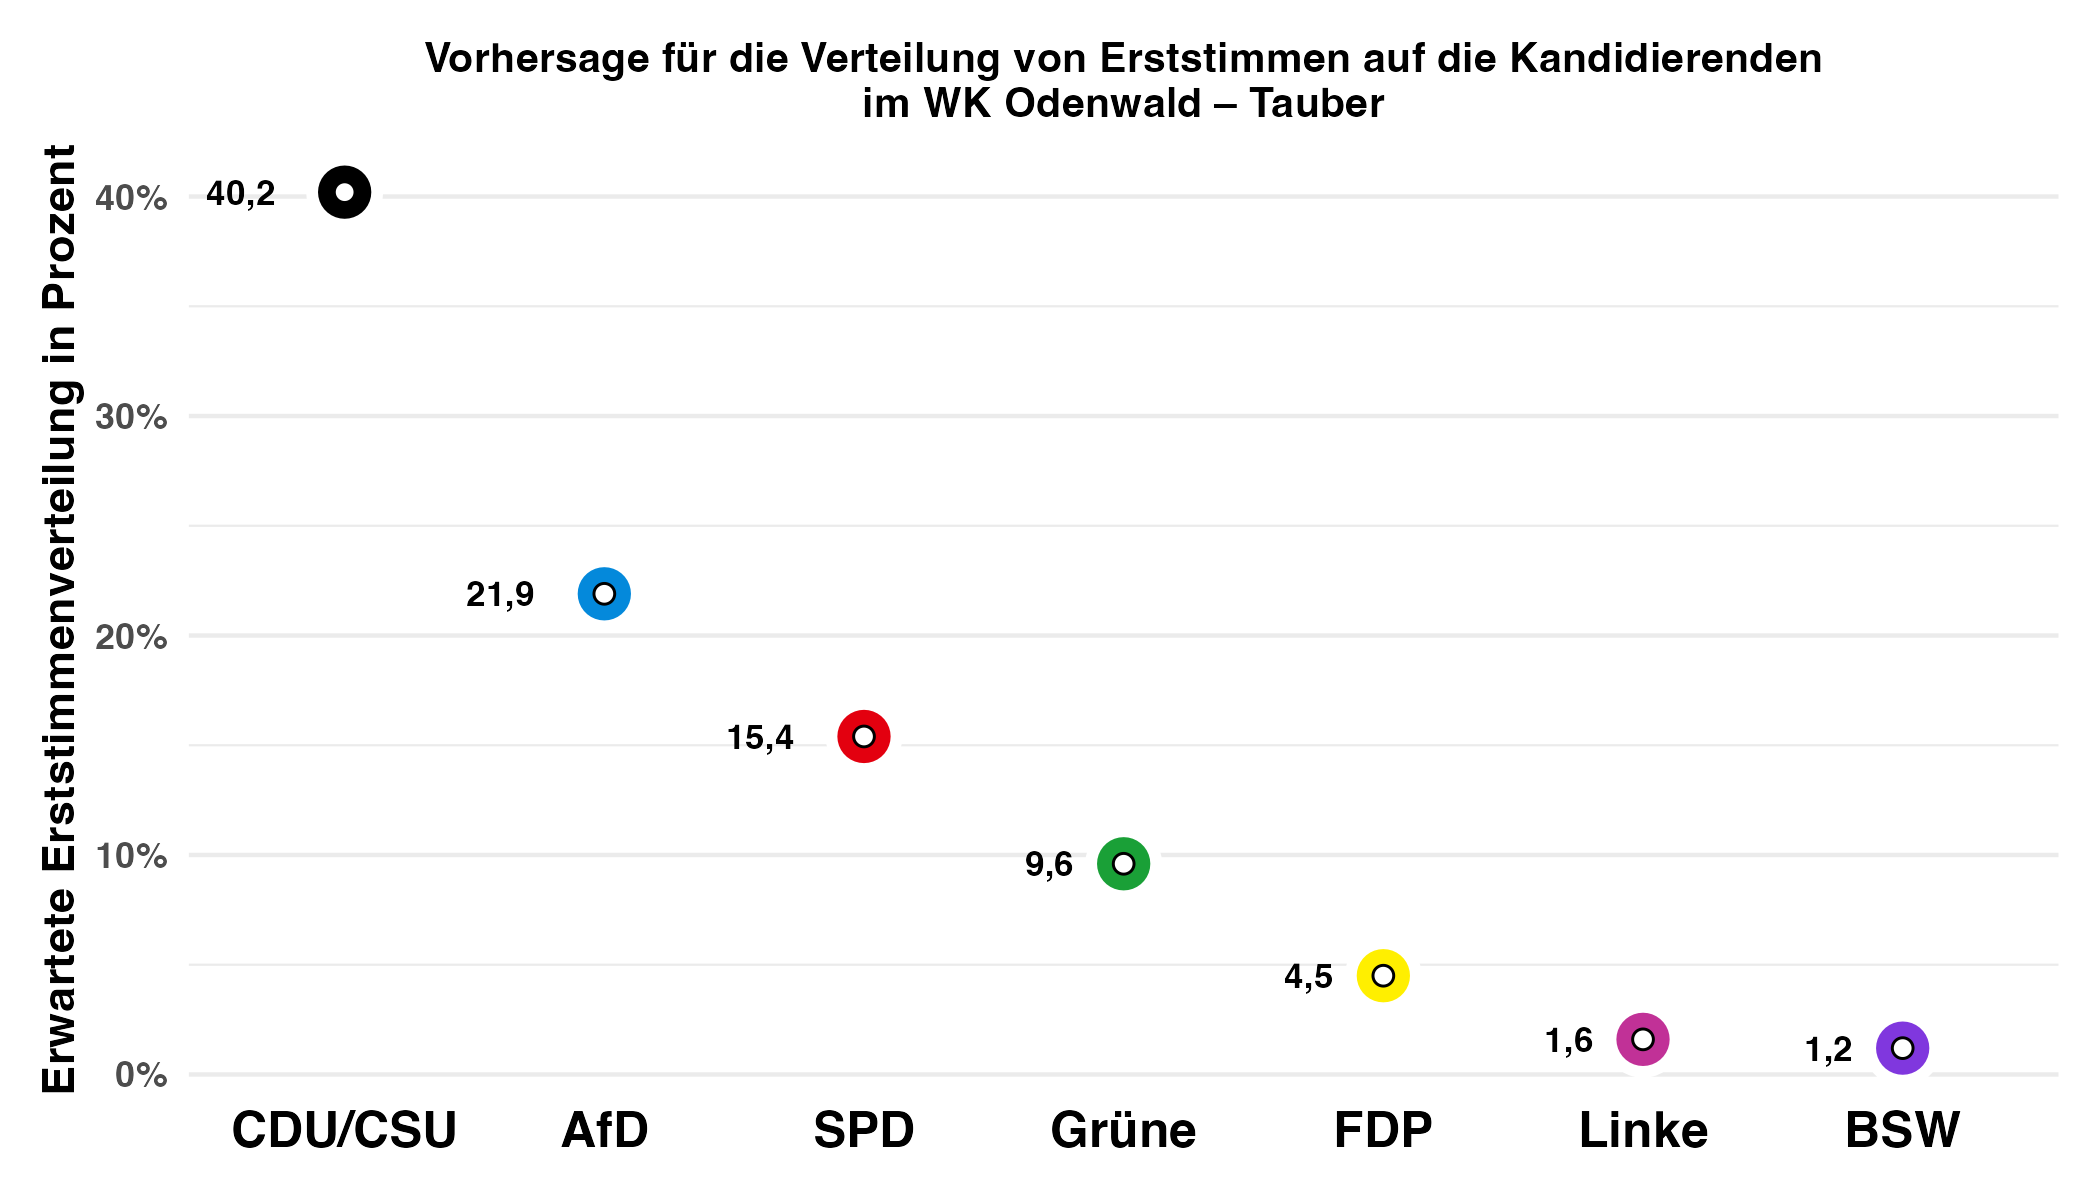 Vorhersage für die Verteilung von Erststimmen auf die Kandidierenden
im WK Odenwald – Tauber
Erwartete Erststimmenverteilung in Prozent
40%
30%
20%
10%
0%
40,2
21,9
15,4
9,6
4,5
1,6
1,2
CDU/CSU
AfD
SPD
Grüne
FDP
Linke
BSW